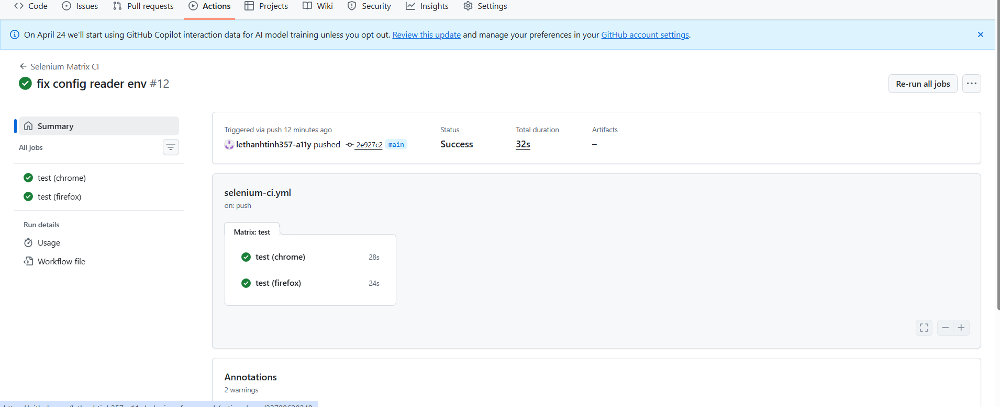 Code Issues Pull requests Actions Projects Wiki Security Insights Settings
On April 24 we'll start using GitHub Copilot interaction data for AI model training unless you opt out. Review this update and manage your preferences in your GitHub account settings.
Selenium Matrix CI
fix config reader env #12
Re-run all jobs
Summary
All jobs
test (chrome)
test (firefox)
Run details
Usage
Workflow file
Triggered via push 12 minutes ago
lethanhtinh357-a11y pushed 2e927c2 main
Status
Success
Total duration
32s
Artifacts
–
selenium-ci.yml
on: push
Matrix: test
test (chrome) 28s
test (firefox) 24s
Annotations
2 warnings